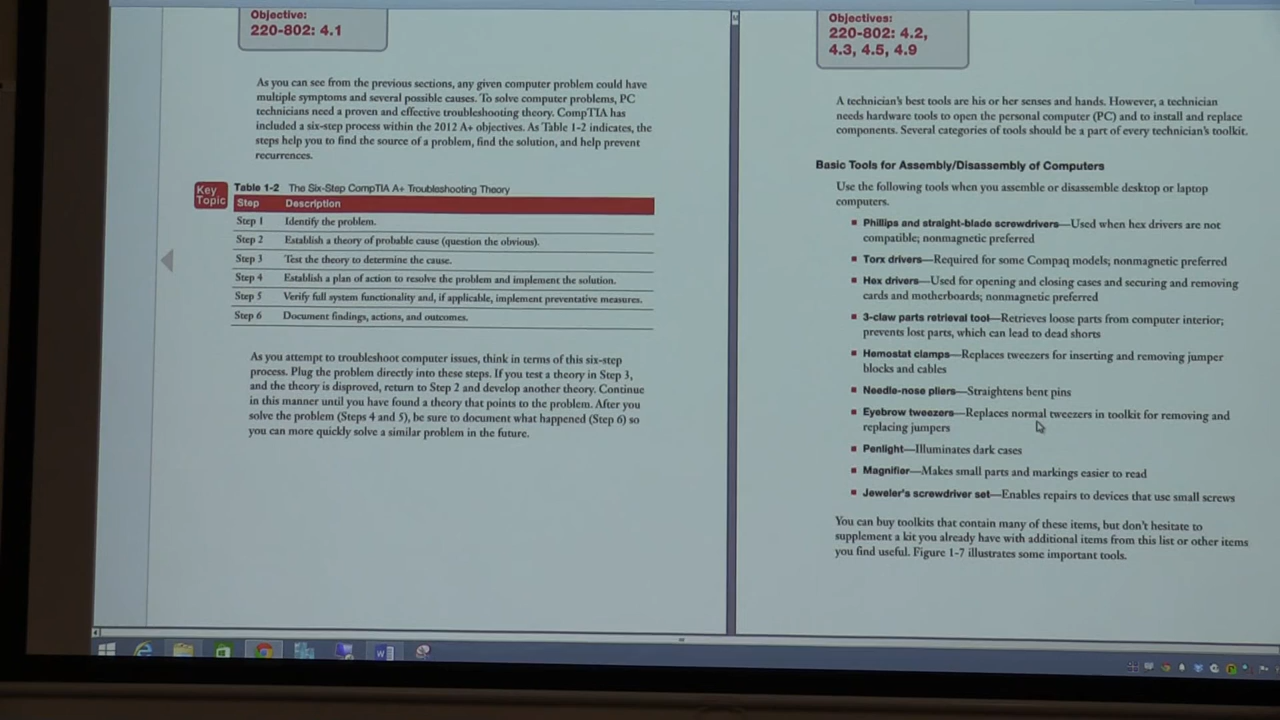 Objective:
220-802: 4.1
As you can see from the previous sections, any given computer problem could have
multiple symptoms and several possible causes. To solve computer problems, PC
technicians need a proven and effective troubleshooting theory. CompTIA has
included a six-step process within the 2012 A+ objectives. As Table 1-2 indicates, the
steps help you to find the source of a problem, find the solution, and help prevent
recurrences.
Key
Topic
Table 1-2 The Six-Step CompTIA A+ Troubleshooting Theory
Step Description
Step 1 Identify the problem.
Step 2 Establish a theory of probable cause (question the obvious).
Step 3 Test the theory to determine the cause.
Step 4 Establish a plan of action to resolve the problem and implement the solution.
Step 5 Verify full system functionality and, if applicable, implement preventative measures.
Step 6 Document findings, actions, and outcomes.
As you attempt to troubleshoot computer issues, think in terms of this six-step
process. Plug the problem directly into these steps. If you test a theory in Step 3,
and the theory is disproved, return to Step 2 and develop another theory. Continue
in this manner until you have found a theory that points to the problem. After you
solve the problem (Steps 4 and 5), be sure to document what happened (Step 6) so
you can more quickly solve a similar problem in the future.
Objectives:
220-802: 4.2,
4.3, 4.5, 4.9
A technician's best tools are his or her senses and hands. However, a technician
needs hardware tools to open the personal computer (PC) and to install and replace
components. Several categories of tools should be a part of every technician's toolkit.
Basic Tools for Assembly/Disassembly of Computers
Use the following tools when you assemble or disassemble desktop or laptop
computers.
Phillips and straight-blade screwdrivers—Used when hex drivers are not
compatible; nonmagnetic preferred
Torx drivers—Required for some Compaq models; nonmagnetic preferred
Hex drivers—Used for opening and closing cases and securing and removing
cards and motherboards; nonmagnetic preferred
3-claw parts retrieval tool—Retrieves loose parts from computer interior;
prevents lost parts, which can lead to dead shorts
Hemostat clamps—Replaces tweezers for inserting and removing jumper
blocks and cables
Needle-nose pliers—Straightens bent pins
Eyebrow tweezers—Replaces normal tweezers in toolkit for removing and
replacing jumpers
Penlight—Illuminates dark cases
Magnifier—Makes small parts and markings easier to read
Jeweler's screwdriver set—Enables repairs to devices that use small screws
You can buy toolkits that contain many of these items, but don't hesitate to
supplement a kit you already have with additional items from this list or other items
you find useful. Figure 1-7 illustrates some important tools.